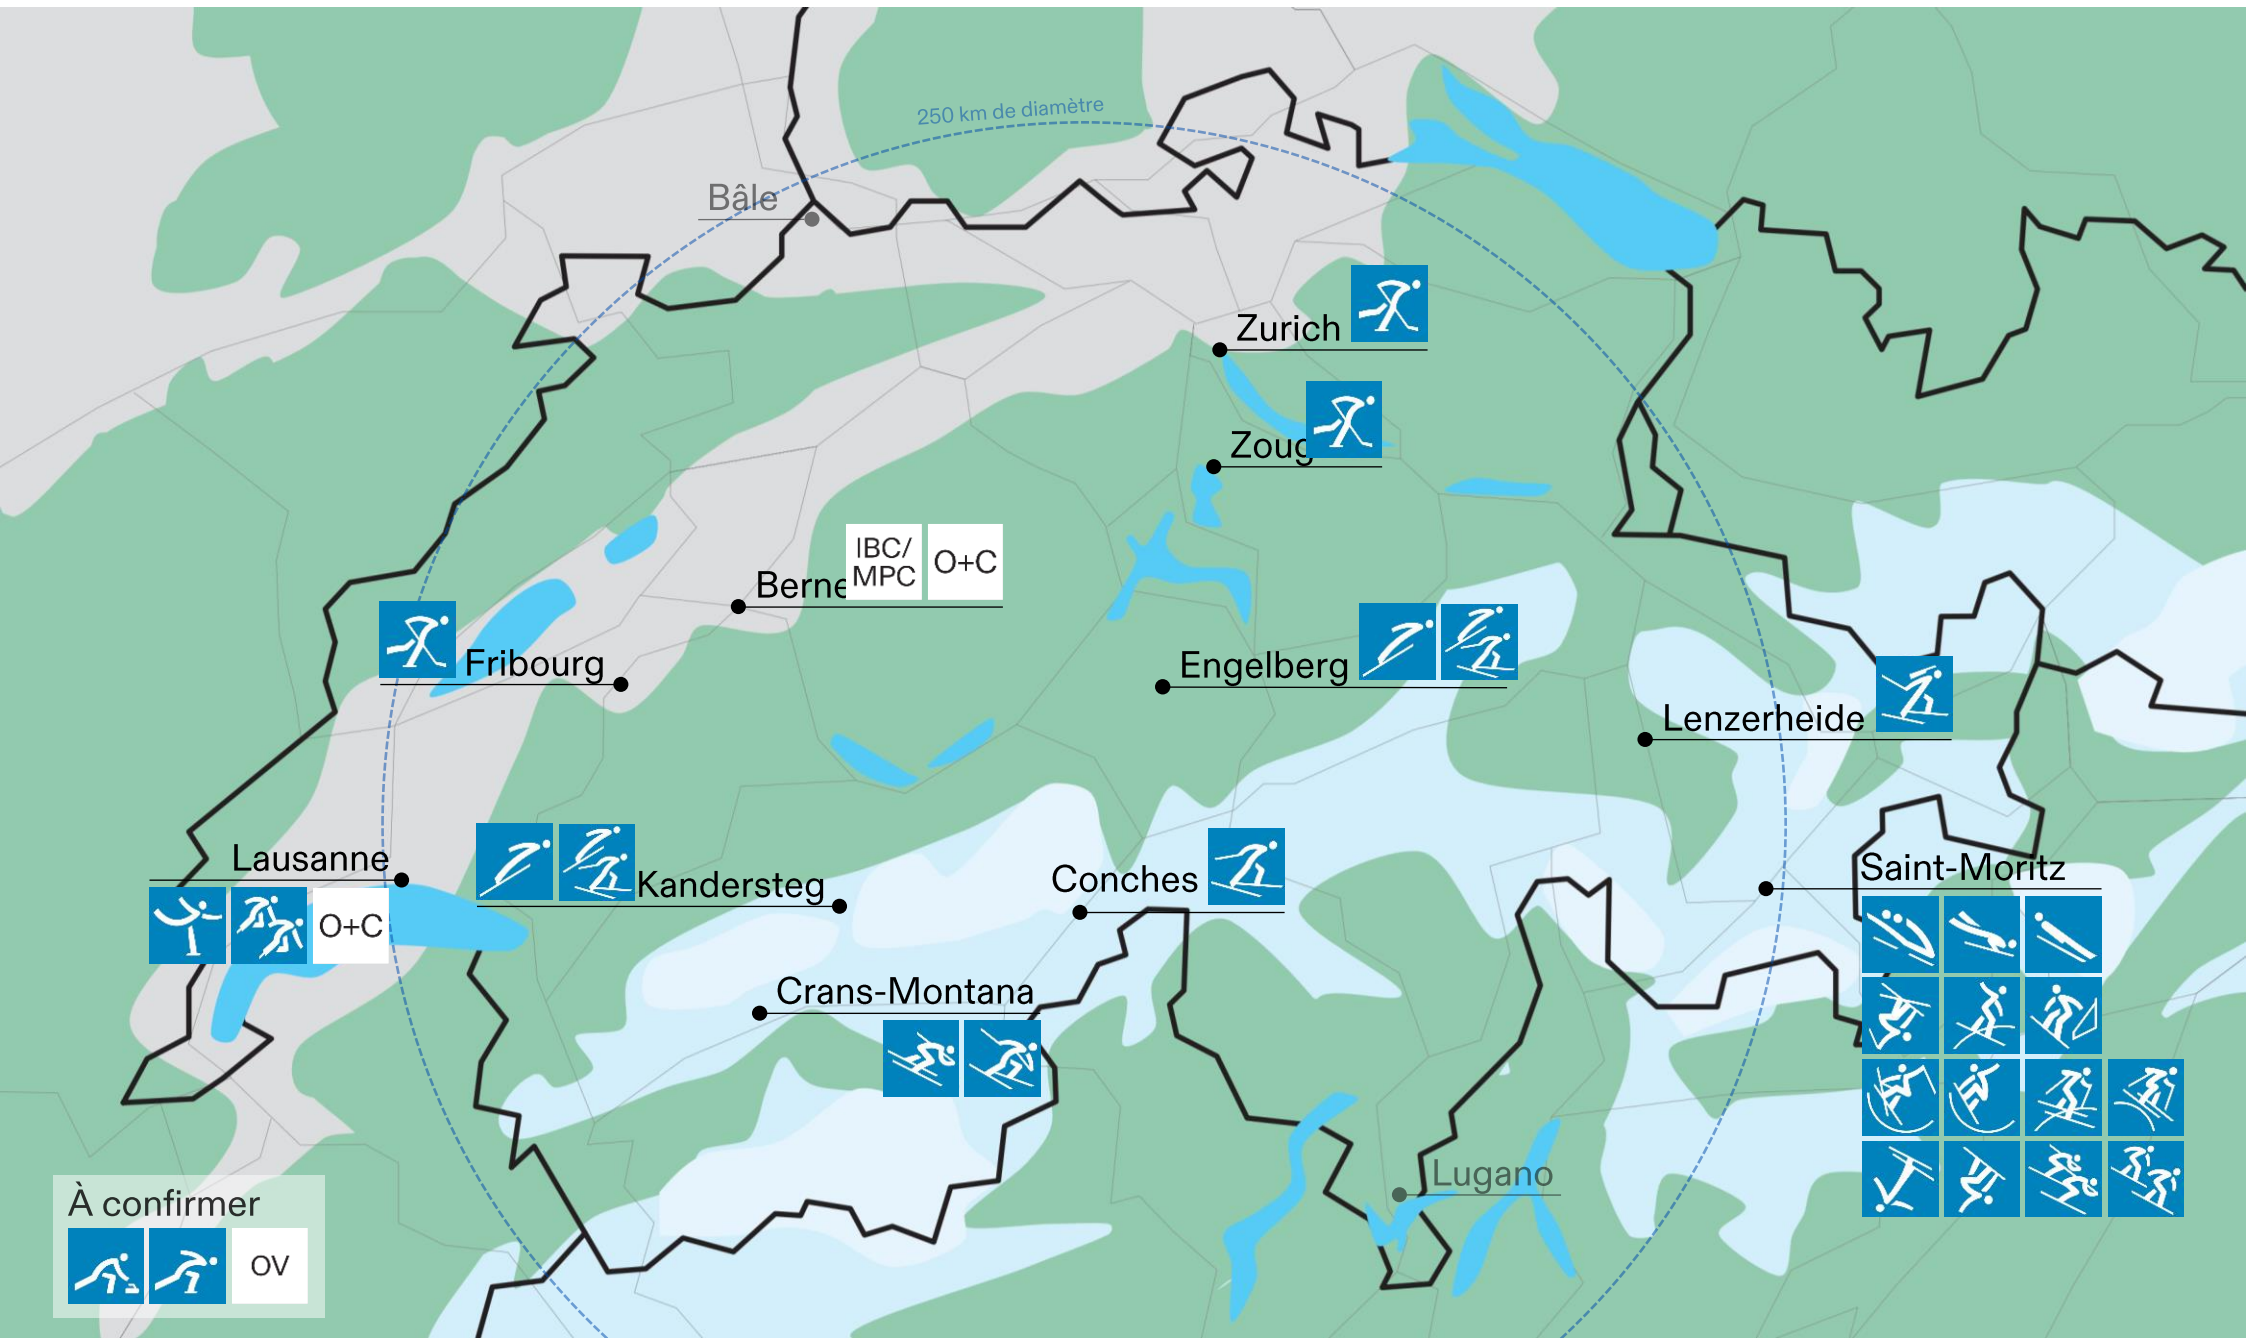 250 km de diamètre
Bâle
Zurich
Zoug
IBC/
MPC
O+C
Berne
Fribourg
Engelberg
Lenzerheide
Lausanne
O+C
Kandersteg
Conches
Saint-Moritz
Crans-Montana
Lugano
À confirmer
OV